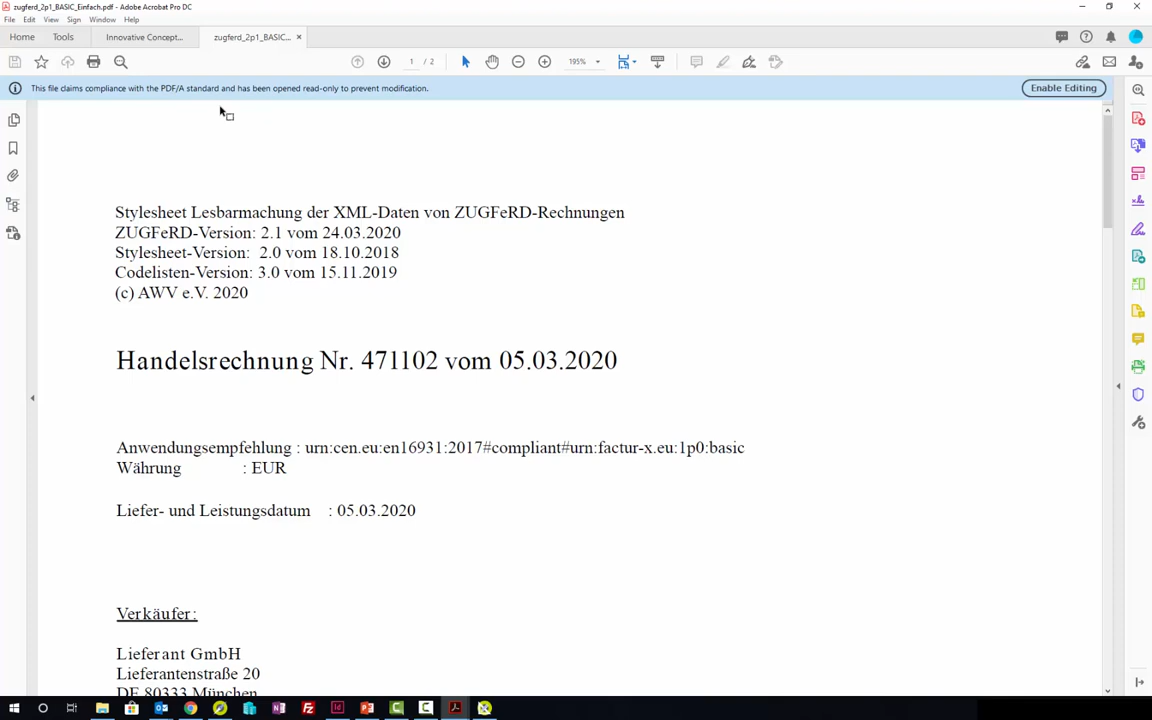 zugferd_2p1_BASIC_Einfach.pdf - Adobe Acrobat Pro DC
File Edit View Sign Window Help
Home Tools Innovative Concept... zugferd_2p1_BASIC... ×
1 / 2 195%
This file claims compliance with the PDF/A standard and has been opened read-only to prevent modification. Enable Editing
Stylesheet Lesbarmachung der XML-Daten von ZUGFeRD-Rechnungen
ZUGFeRD-Version: 2.1 vom 24.03.2020
Stylesheet-Version: 2.0 vom 18.10.2018
Codelisten-Version: 3.0 vom 15.11.2019
(c) AWV e.V. 2020
Handelsrechnung Nr. 471102 vom 05.03.2020
Anwendungsempfehlung : urn:cen.eu:en16931:2017#compliant#urn:factur-x.eu:1p0:basic
Währung : EUR
Liefer- und Leistungsdatum : 05.03.2020
Verkäufer:
Lieferant GmbH
Lieferantenstraße 20
DE 80333 München